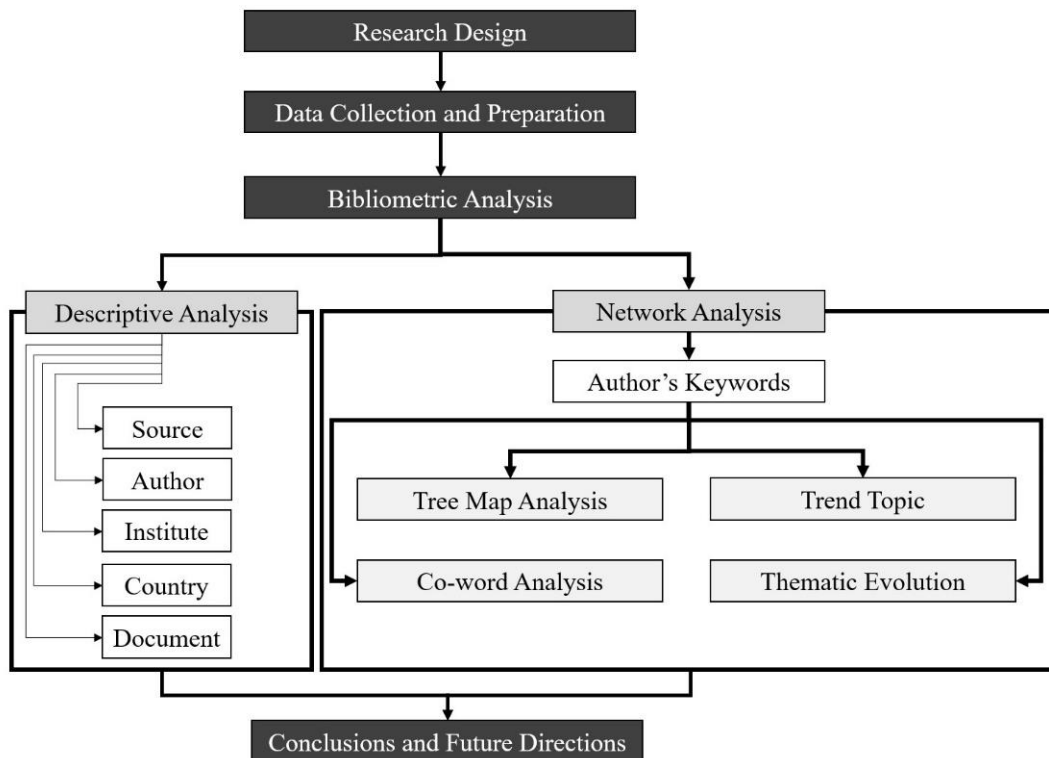 Research Design
Data Collection and Preparation
Bibliometric Analysis
Descriptive Analysis
Source
Author
Institute
Country
Document
Network Analysis
Author’s Keywords
Tree Map Analysis
Trend Topic
Co-word Analysis
Thematic Evolution
Conclusions and Future Directions